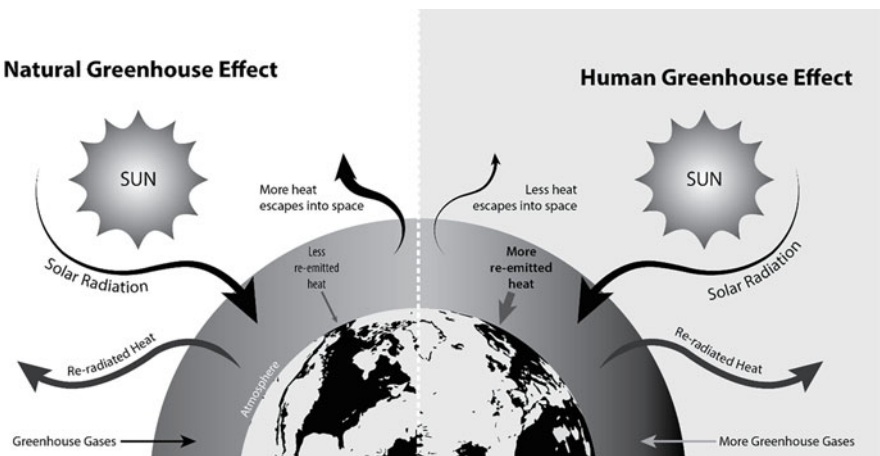 Natural Greenhouse Effect
SUN
Solar Radiation
More heat
escapes into space
Less
re-emitted
heat
Re-radiated Heat
Atmosphere
Greenhouse Gases
Human Greenhouse Effect
SUN
Solar Radiation
Less heat
escapes into space
More
re-emitted
heat
Re-radiated Heat
More Greenhouse Gases